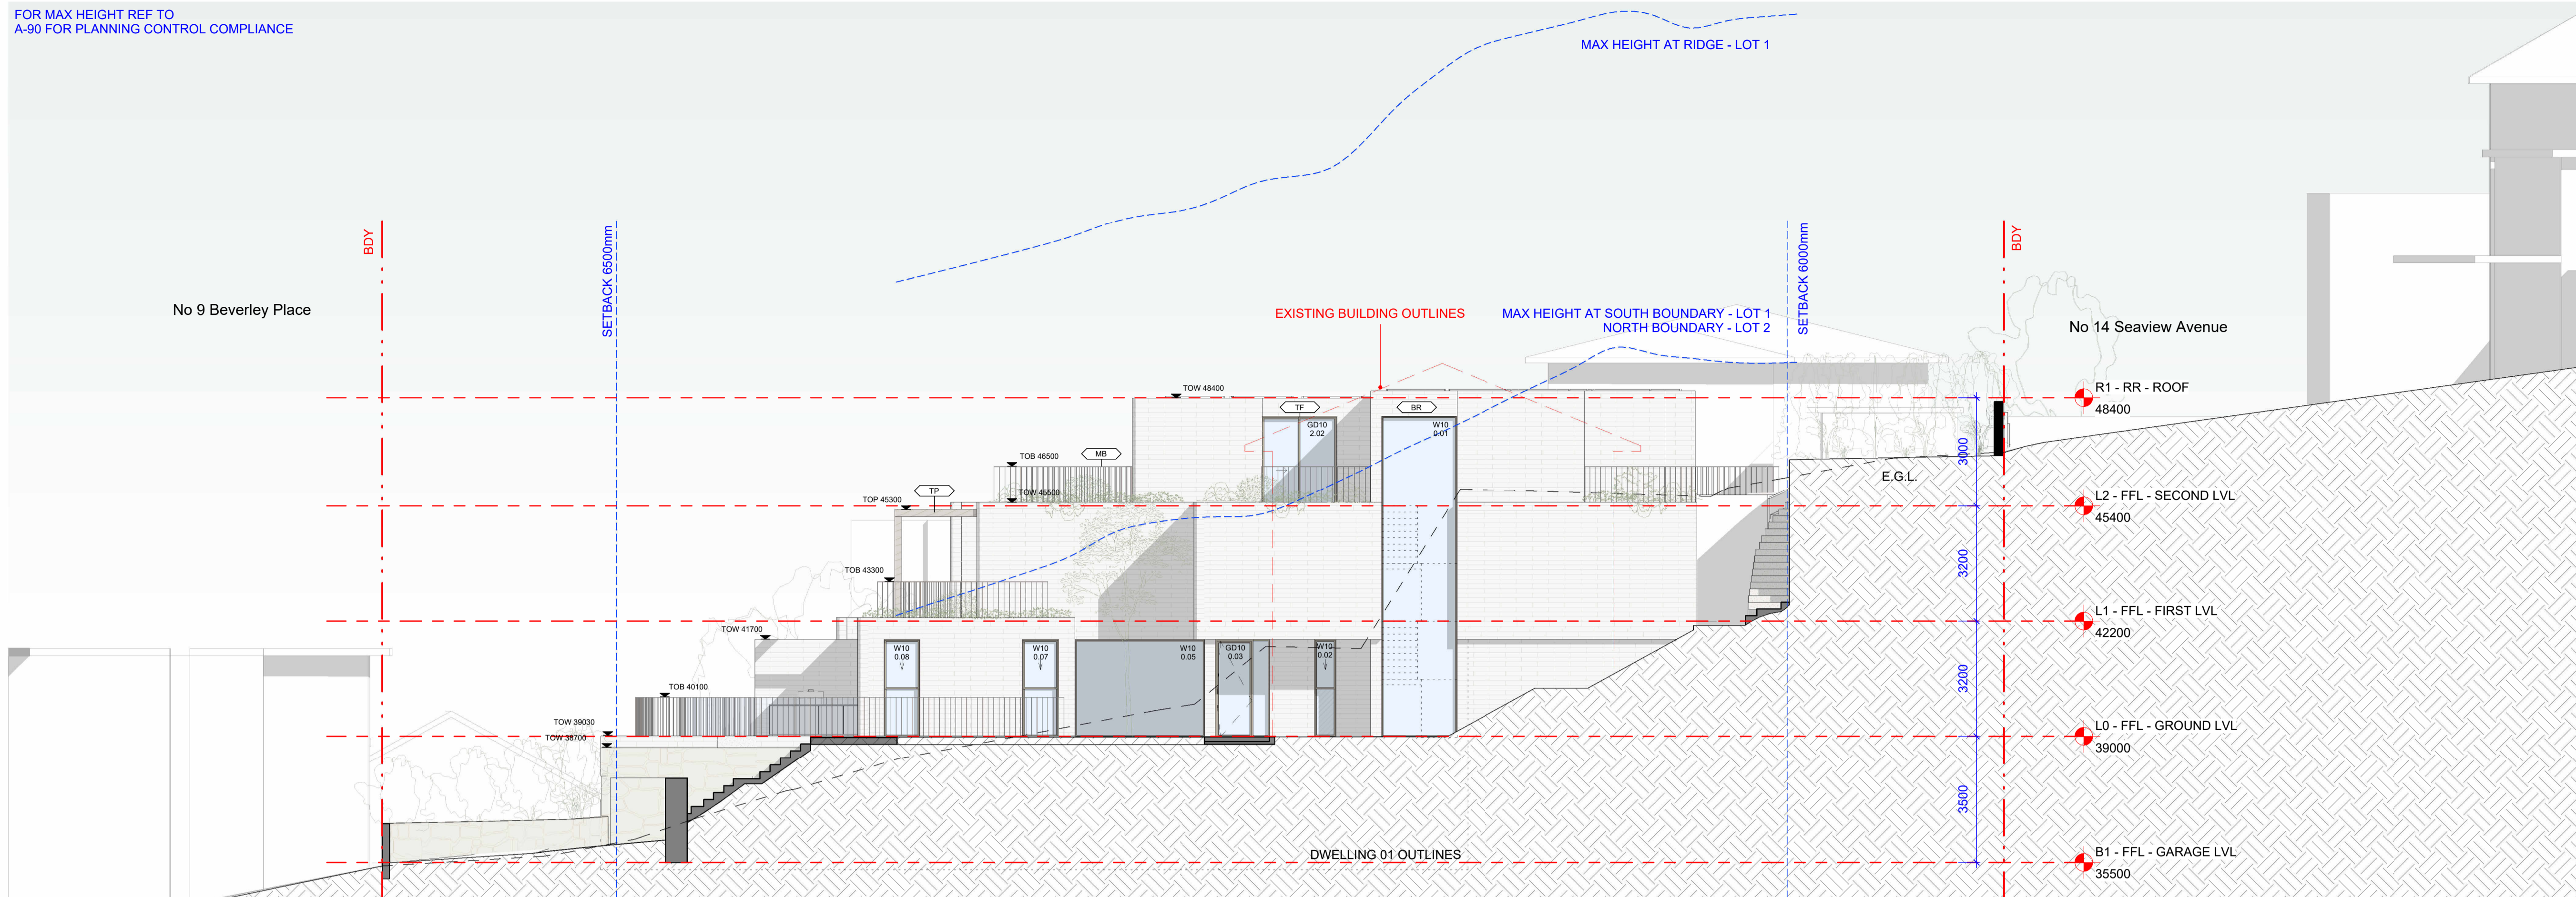 FOR MAX HEIGHT REF TO
A-90 FOR PLANNING CONTROL COMPLIANCE
MAX HEIGHT AT RIDGE - LOT 1
BDY
SETBACK 6500mm
SETBACK 6000mm
BDY
No 9 Beverley Place
EXISTING BUILDING OUTLINES
MAX HEIGHT AT SOUTH BOUNDARY - LOT 1
NORTH BOUNDARY - LOT 2
No 14 Seaview Avenue
TOW 48400
R1 - RR - ROOF
48400
TF
BR
GD10
2.02
W10
0.01
MB
TOB 46500
3000
E.G.L.
TP
TOW 45500
TOP 45300
L2 - FFL - SECOND LVL
45400
3200
TOB 43300
L1 - FFL - FIRST LVL
42200
TOW 41700
W10
0.08
W10
0.07
W10
0.05
GD10
0.03
W10
0.02
3200
TOB 40100
TOW 39030
TOW 38700
L0 - FFL - GROUND LVL
39000
3500
DWELLING 01 OUTLINES
B1 - FFL - GARAGE LVL
35500